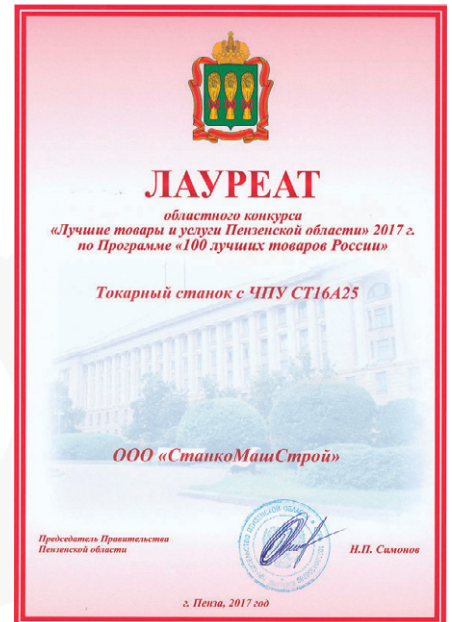 ЛАУРЕАТ
областного конкурса
«Лучшие товары и услуги Пензенской области» 2017 г.
по Программе «100 лучших товаров России»
Токарный станок с ЧПУ СТ16А25
ООО «СтанкоМашСтрой»
Председатель Правительства
Пензенской области
Н.П. Симонов
г. Пенза, 2017 год